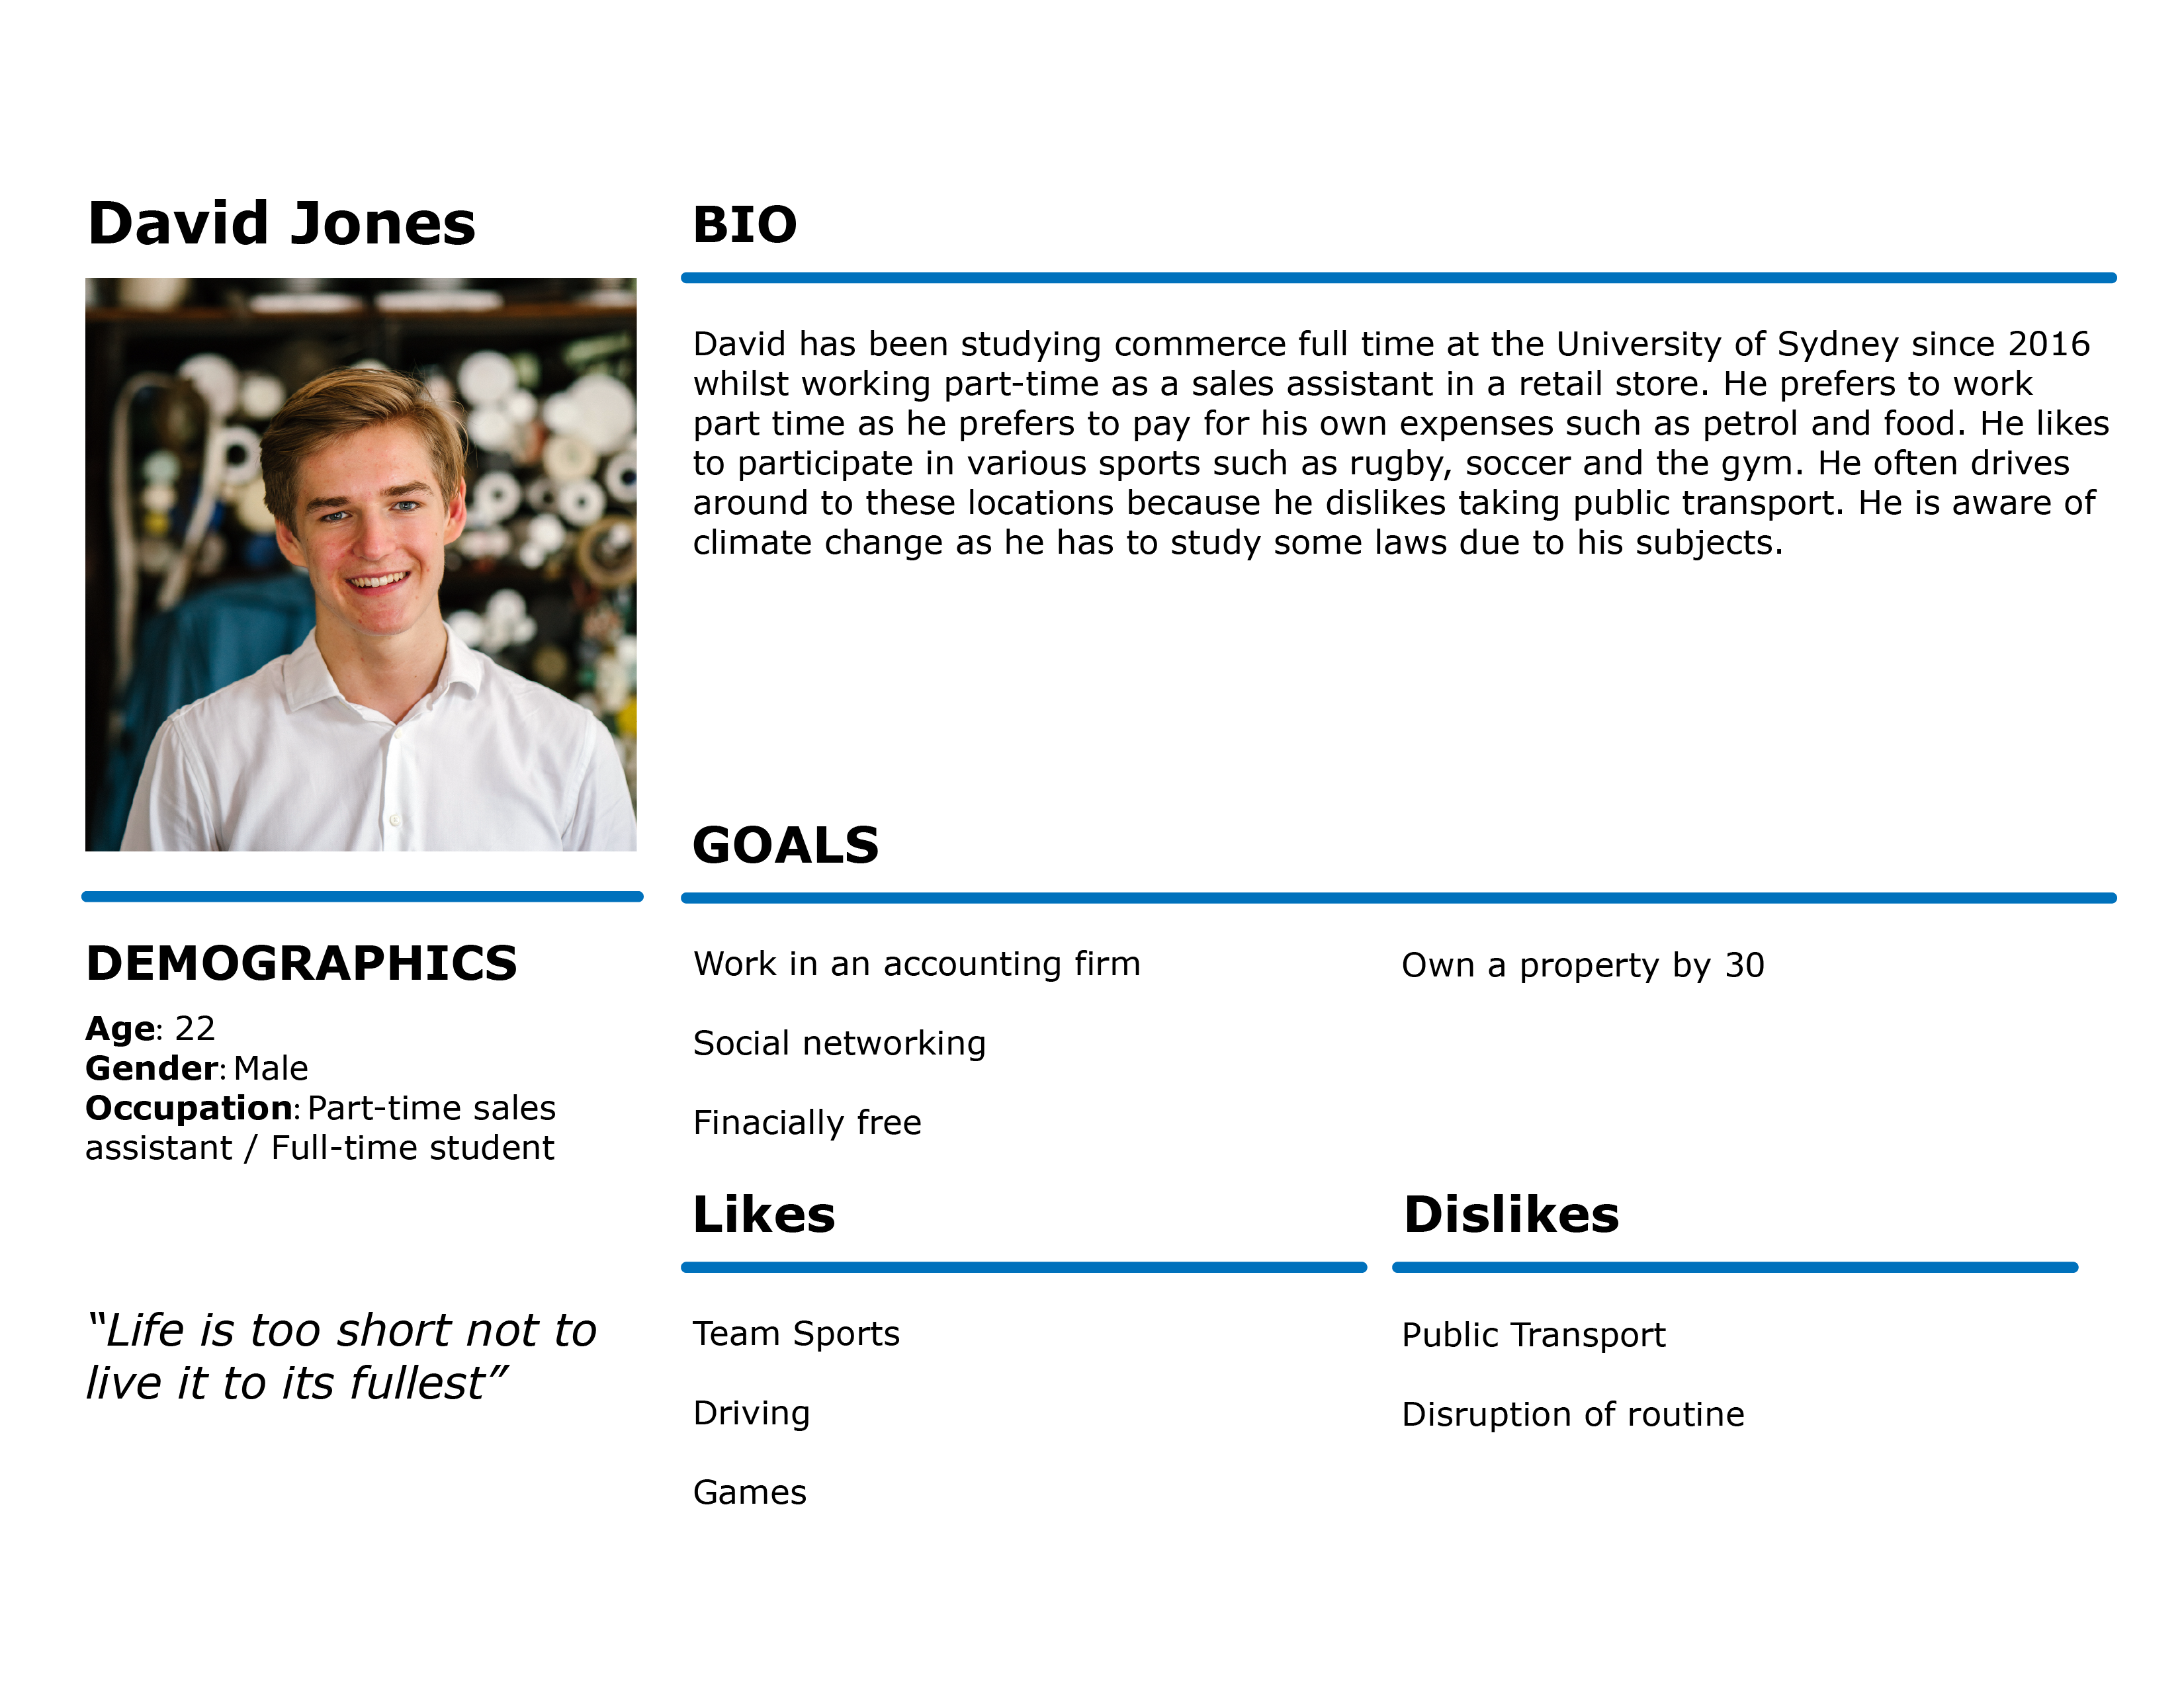 David Jones
BIO
David has been studying commerce full time at the University of Sydney since 2016
whilst working part-time as a sales assistant in a retail store. He prefers to work
part time as he prefers to pay for his own expenses such as petrol and food. He likes
to participate in various sports such as rugby, soccer and the gym. He often drives
around to these locations because he dislikes taking public transport. He is aware of
climate change as he has to study some laws due to his subjects.
GOALS
Work in an accounting firm
Social networking
Finacially free
Own a property by 30
DEMOGRAPHICS
Age: 22
Gender: Male
Occupation: Part-time sales
assistant / Full-time student
“Life is too short not to
live it to its fullest”
Likes
Team Sports
Driving
Games
Dislikes
Public Transport
Disruption of routine